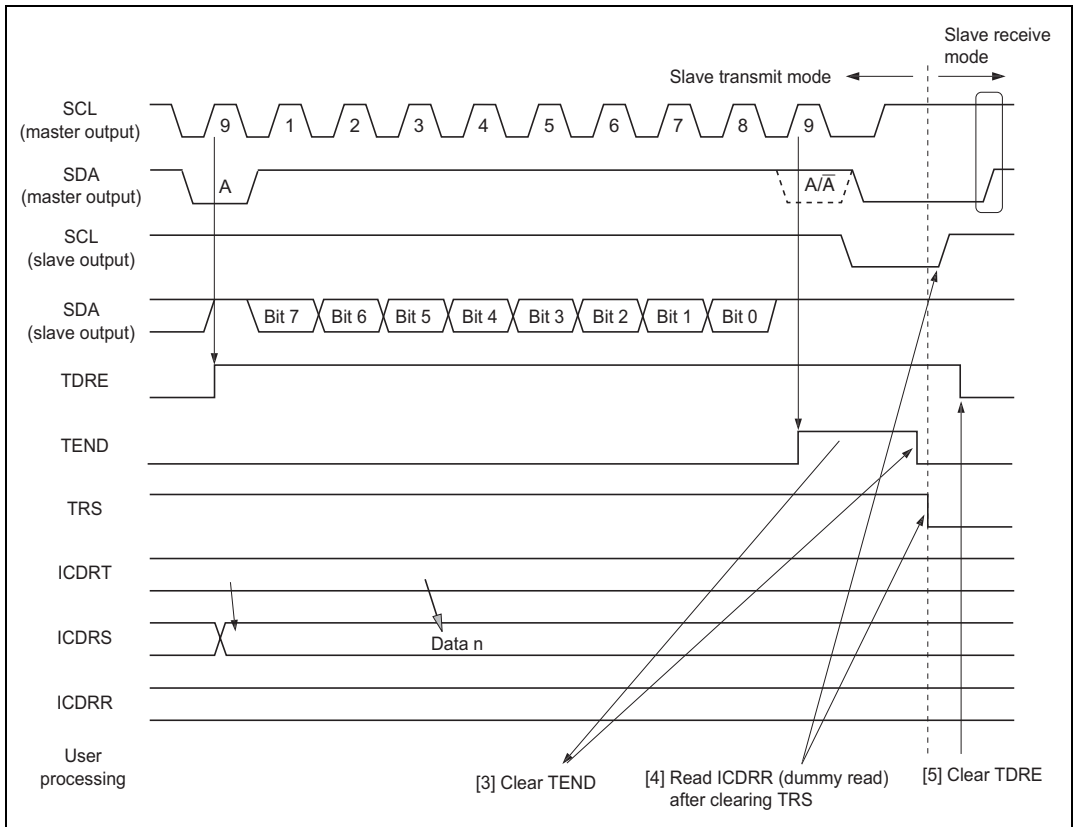 Slave receive
mode
Slave transmit mode
SCL
(master output)
9 1 2 3 4 5 6 7 8 9
SDA
(master output)
A A/A̅
SCL
(slave output)
SDA
(slave output)
Bit 7 Bit 6 Bit 5 Bit 4 Bit 3 Bit 2 Bit 1 Bit 0
TDRE
TEND
TRS
ICDRT
ICDRS
Data n
ICDRR
User
processing
[3] Clear TEND
[4] Read ICDRR (dummy read)
after clearing TRS
[5] Clear TDRE